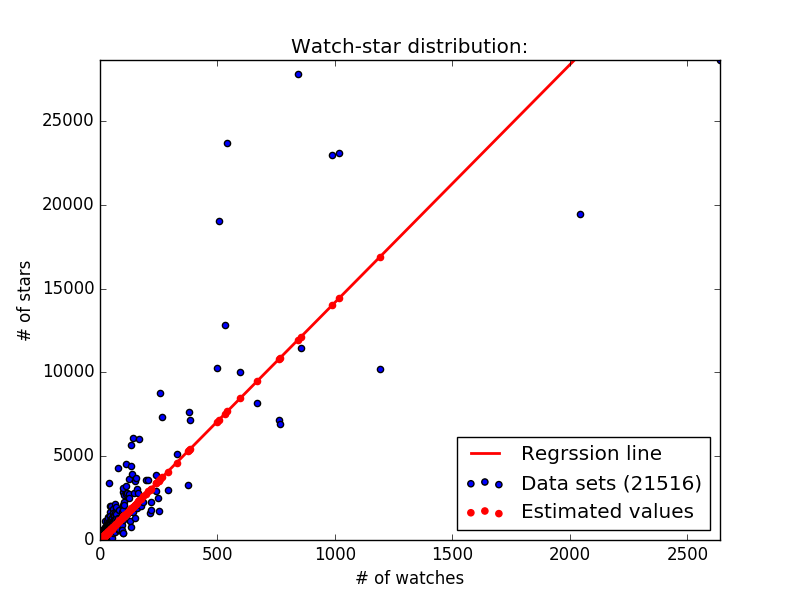 Watch-star distribution:
25000
20000
15000
10000
5000
0
# of stars
0 500 1000 1500 2000 2500
# of watches
Regrssion line
Data sets (21516)
Estimated values